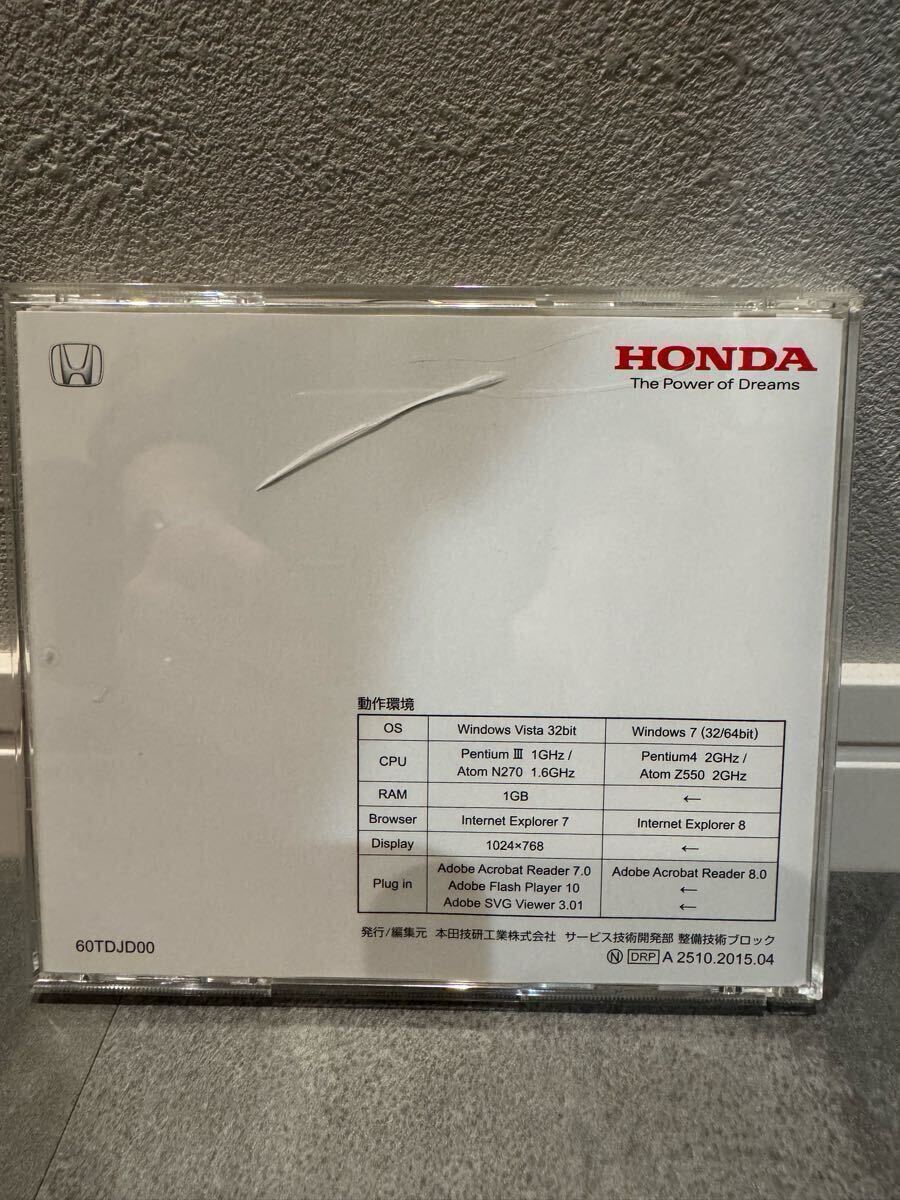 HONDA
The Power of Dreams
動作環境
OS Windows Vista 32bit Windows 7 (32/64bit)
CPU Pentium Ⅲ 1GHz / Atom N270 1.6GHz Pentium4 2GHz / Atom Z550 2GHz
RAM 1GB ←
Browser Internet Explorer 7 Internet Explorer 8
Display 1024×768 ←
Plug in Adobe Acrobat Reader 7.0 Adobe Acrobat Reader 8.0
Adobe Flash Player 10 ←
Adobe SVG Viewer 3.01 ←
発行/編集元 本田技研工業株式会社 サービス技術開発部 整備技術ブロック
60TDJD00
Ⓝ DRP A 2510.2015.04